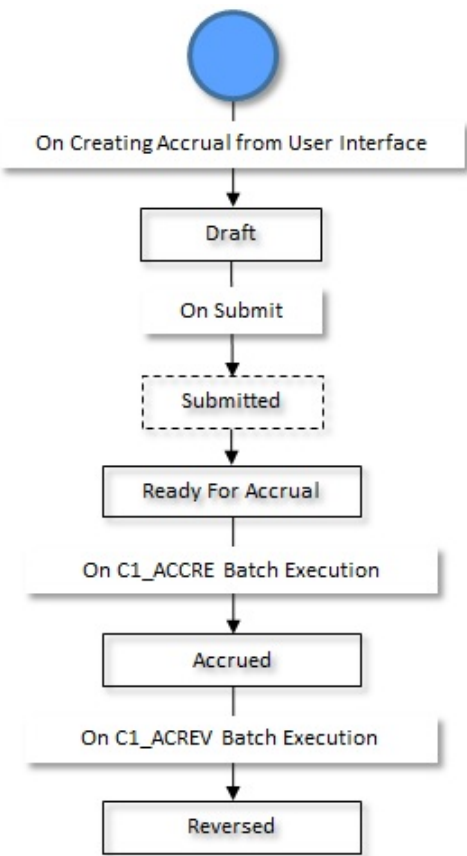 On Creating Accrual from User Interface
Draft
On Submit
Submitted
Ready For Accrual
On C1_ACCRE Batch Execution
Accrued
On C1_ACREV Batch Execution
Reversed